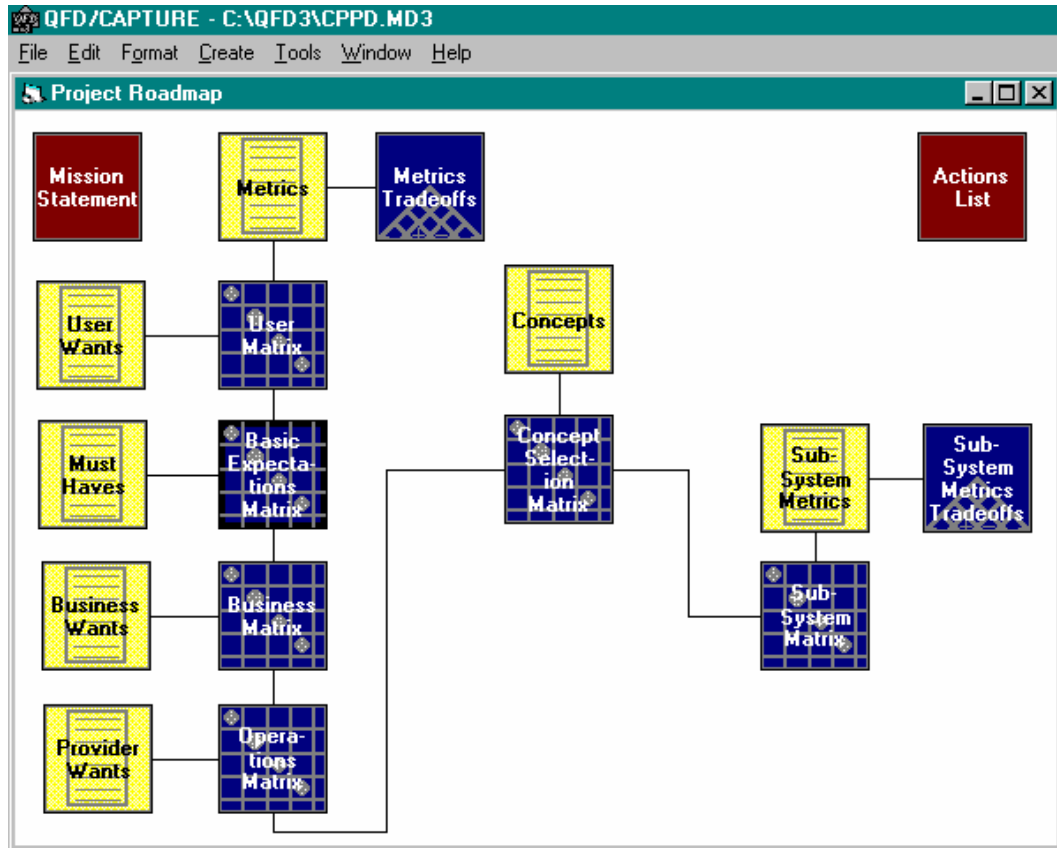 QFD/CAPTURE - C:\QFD3\CPPD.MD3
File Edit Format Create Tools Window Help
Project Roadmap
Mission
Statement
Metrics
Metrics
Tradeoffs
Actions
List
User
Wants
User
Matrix
Concepts
Must
Haves
Basic
Expecta-
tions
Matrix
Concept
Select-
ion
Matrix
Sub-
System
Metrics
Sub-
System
Metrics
Tradeoffs
Business
Wants
Business
Matrix
Sub-
System
Matrix
Provider
Wants
Opera-
tions
Matrix